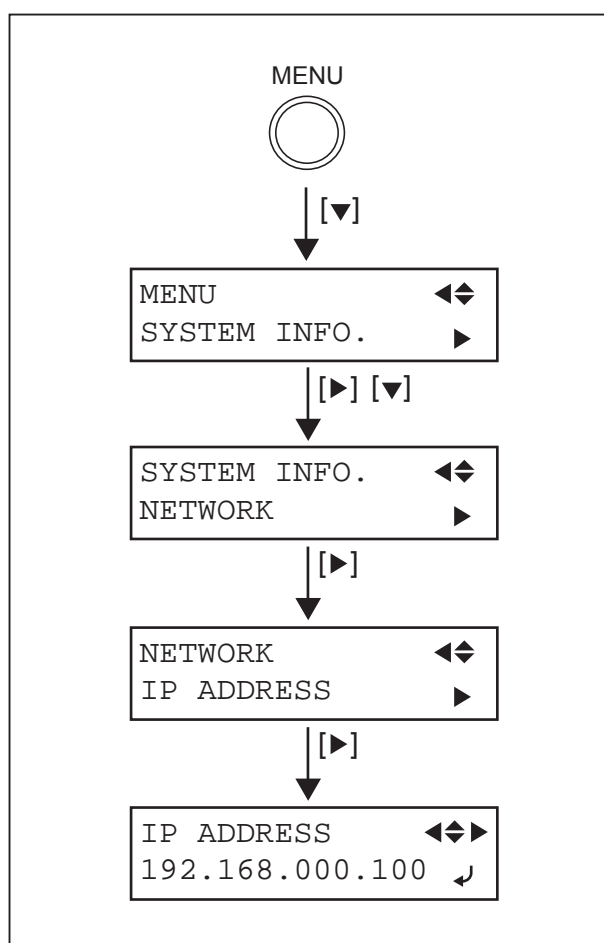 MENU
[▼]
MENU ◀◆
SYSTEM INFO. ▶
[▶] [▼]
SYSTEM INFO. ◀◆
NETWORK ▶
[▶]
NETWORK ◀◆
IP ADDRESS ▶
[▶]
IP ADDRESS ◀◆▶
192.168.000.100 ↵